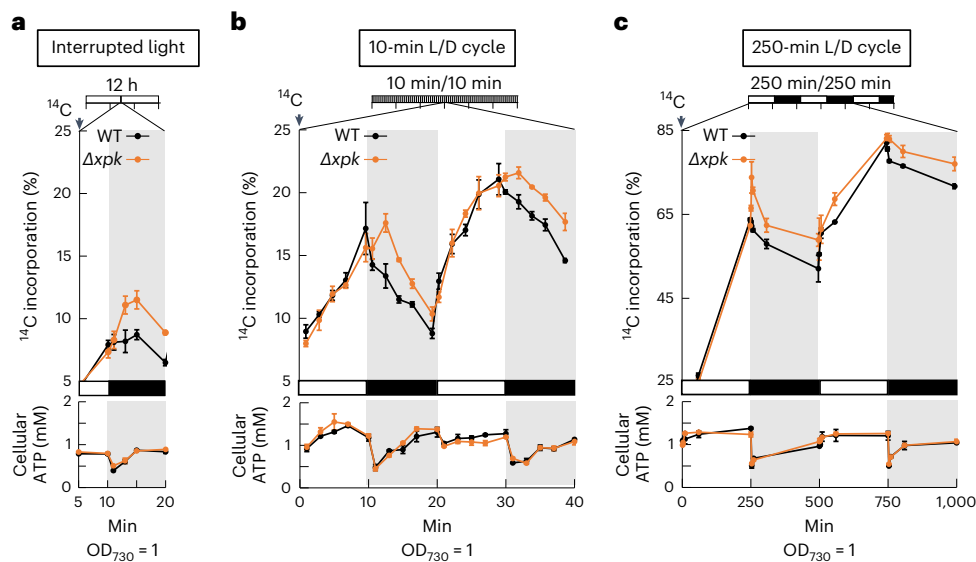 a
Interrupted light
12 h
14C
25
20
15
10
5
14C incorporation (%)
WT
Δxpk
2
1
0
Cellular
ATP (mM)
5
10
15
20
Min
OD730 = 1
b
10-min L/D cycle
10 min/10 min
14C
25
20
15
10
5
14C incorporation (%)
WT
Δxpk
2
1
0
Cellular
ATP (mM)
0
10
20
30
40
Min
OD730 = 1
c
250-min L/D cycle
250 min/250 min
14C
85
65
45
25
14C incorporation (%)
WT
Δxpk
2
1
0
Cellular
ATP (mM)
0
250
500
750
1,000
Min
OD730 = 1